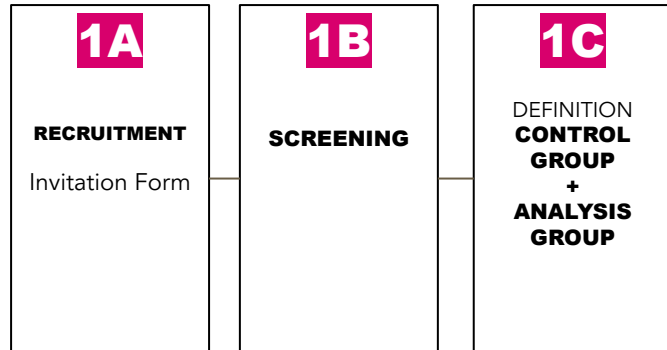 1A
RECRUITMENT
Invitation Form
1B
SCREENING
1C
DEFINITION
CONTROL
GROUP
+
ANALYSIS
GROUP